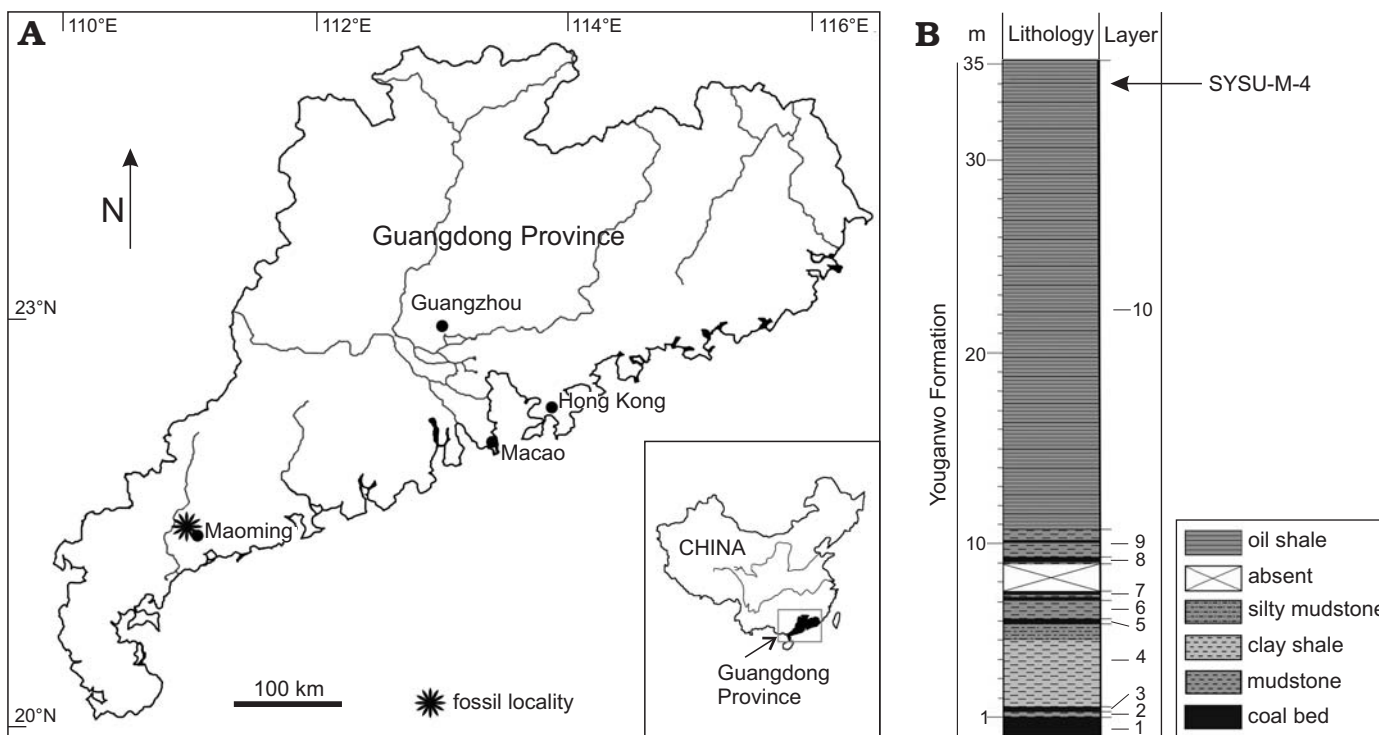 A
110°E
112°E
114°E
116°E
N
Guangdong Province
23°N
Guangzhou
Hong Kong
Macao
Maoming
20°N
100 km
fossil locality
CHINA
Guangdong
Province
B
m
Lithology
Layer
35
30
20
10
1
SYSU-M-4
Youganwo Formation
10
9
8
7
6
5
4
3
2
1
oil shale
absent
silty mudstone
clay shale
mudstone
coal bed